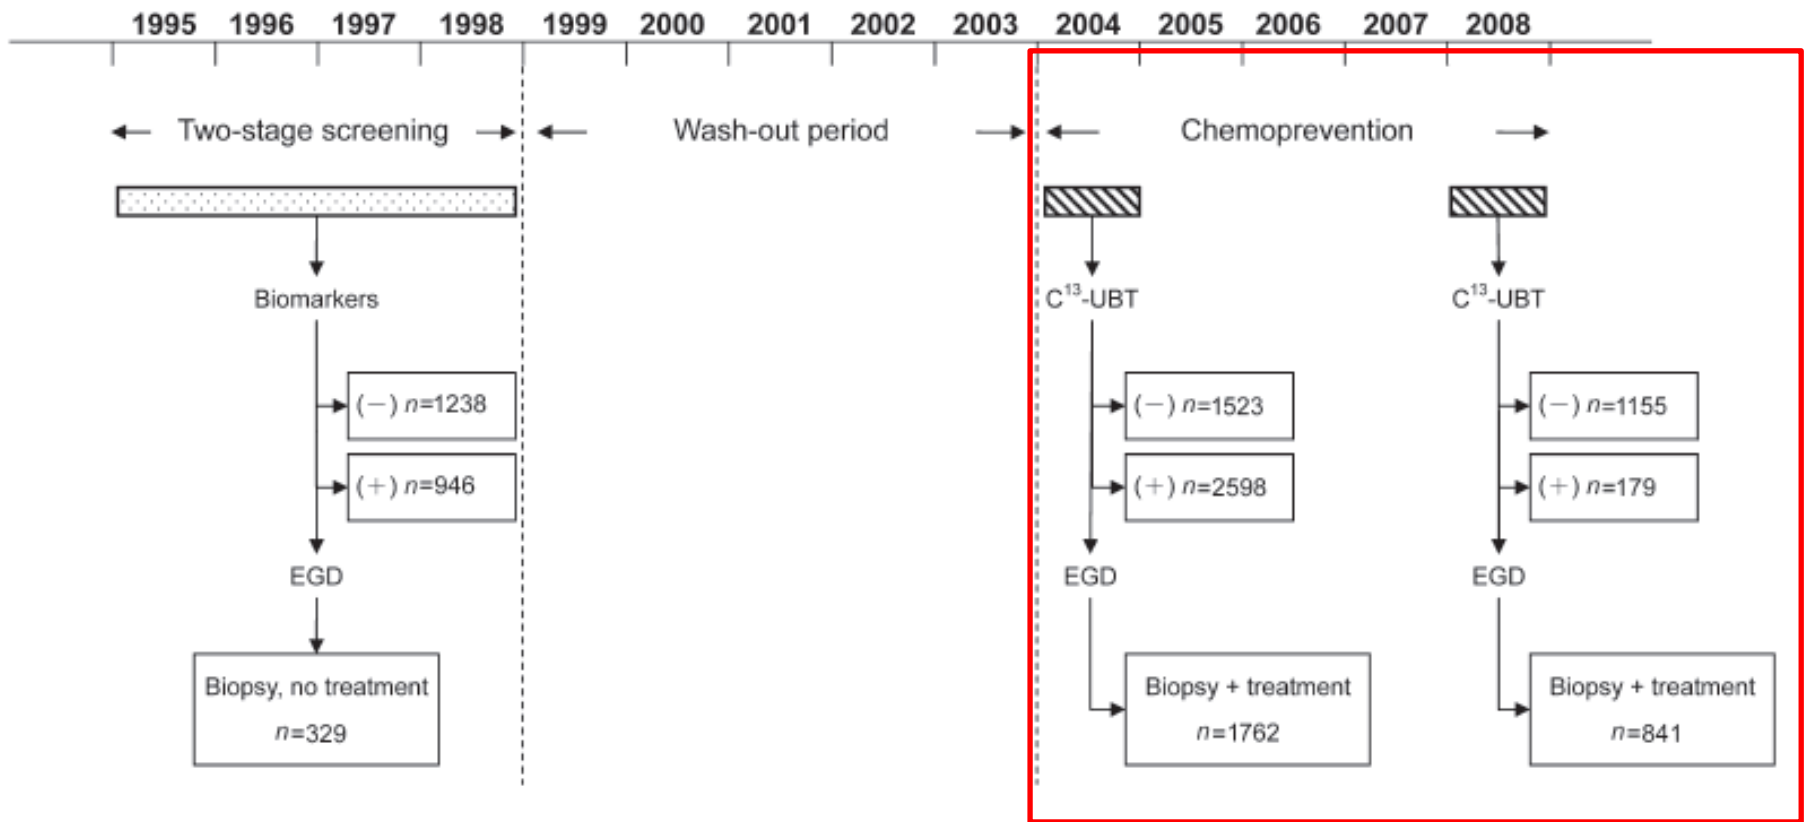 1995 1996 1997 1998 1999 2000 2001 2002 2003 2004 2005 2006 2007 2008
Two-stage screening Wash-out period Chemoprevention
Biomarkers C¹³-UBT C¹³-UBT
(−) n=1238 (−) n=1523 (−) n=1155
(+) n=946 (+) n=2598 (+) n=179
EGD EGD EGD
Biopsy, no treatment Biopsy + treatment Biopsy + treatment
n=329 n=1762 n=841